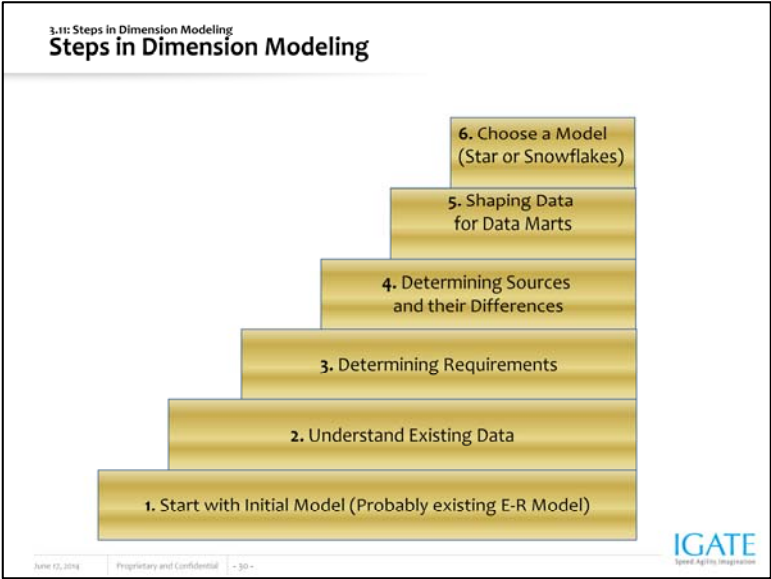 3.11: Steps in Dimension Modeling
Steps in Dimension Modeling
6. Choose a Model
(Star or Snowflakes)
5. Shaping Data
for Data Marts
4. Determining Sources
and their Differences
3. Determining Requirements
2. Understand Existing Data
1. Start with Initial Model (Probably existing E-R Model)
June 17, 2014
Proprietary and Confidential
- 30 -
IGATE
Speed.Agility.Imagination